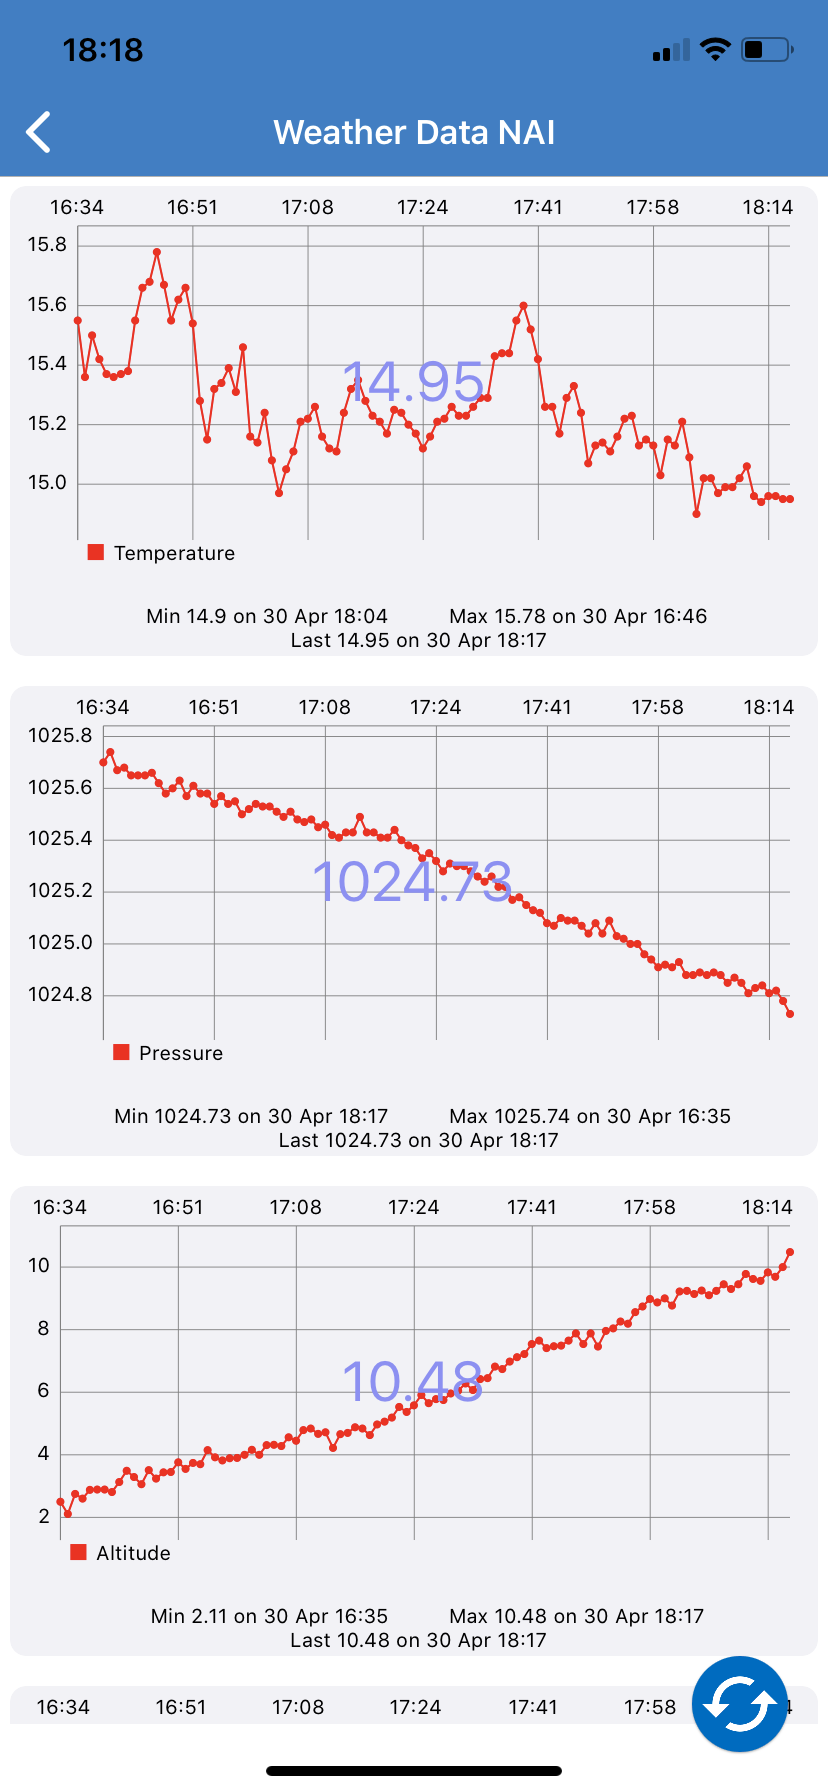 18:18
Weather Data NAI
16:34 16:51 17:08 17:24 17:41 17:58 18:14
15.8
15.6
15.4
14.95
15.2
15.0
Temperature
Min 14.9 on 30 Apr 18:04 Max 15.78 on 30 Apr 16:46
Last 14.95 on 30 Apr 18:17
16:34 16:51 17:08 17:24 17:41 17:58 18:14
1025.8
1025.6
1025.4
1024.73
1025.2
1025.0
1024.8
Pressure
Min 1024.73 on 30 Apr 18:17 Max 1025.74 on 30 Apr 16:35
Last 1024.73 on 30 Apr 18:17
16:34 16:51 17:08 17:24 17:41 17:58 18:14
10
8
10.48
6
4
2
Altitude
Min 2.11 on 30 Apr 16:35 Max 10.48 on 30 Apr 18:17
Last 10.48 on 30 Apr 18:17
16:34 16:51 17:08 17:24 17:41 17:58